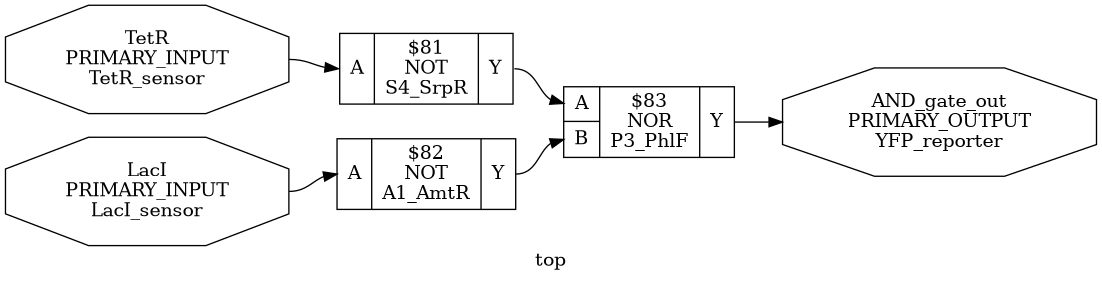 TetR
PRIMARY_INPUT
TetR_sensor
A
$81
NOT
S4_SrpR
Y
LacI
PRIMARY_INPUT
LacI_sensor
A
$82
NOT
A1_AmtR
Y
A
B
$83
NOR
P3_PhlF
Y
AND_gate_out
PRIMARY_OUTPUT
YFP_reporter
top